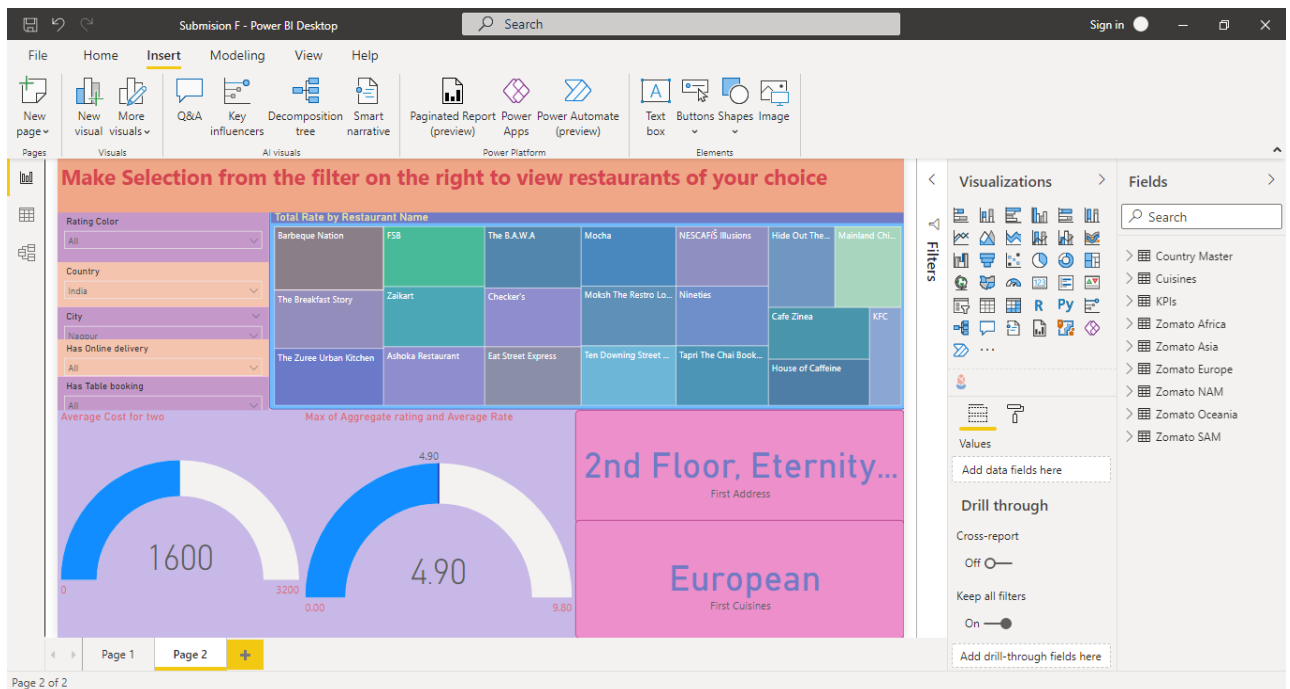 Submision F - Power BI Desktop
Search
Sign in
File Home Insert Modeling View Help
New page
New visual
More visuals
Q&A
Key influencers
Decomposition tree
Smart narrative
Paginated Report (preview)
Power Apps
Power Automate (preview)
Text box
Buttons
Shapes
Image
Pages
Visuals
AI visuals
Power Platform
Elements
Make Selection from the filter on the right to view restaurants of your choice
Rating Color
All
Country
India
City
Nagpur
Has Online delivery
All
Has Table booking
All
Total Rate by Restaurant Name
Barbeque Nation
The Breakfast Story
The Zuree Urban Kitchen
FSB
Zaikart
Ashoka Restaurant
The B.A.W.A
Checker's
Eat Street Express
Mocha
Moksh The Restro Lo...
Ten Downing Street ...
NESCAFiŠ Illusions
Nineties
Tapri The Chai Book...
Hide Out The...
Mainland Chi...
Cafe Zinea
KFC
House of Caffeine
Average Cost for two
1600
0
3200
Max of Aggregate rating and Average Rate
4.90
4.90
0.00
9.80
2nd Floor, Eternity...
First Address
European
First Cuisines
Filters
Visualizations
123
R
Py
Values
Add data fields here
Drill through
Cross-report
Off
Keep all filters
On
Add drill-through fields here
Fields
Search
Country Master
Cuisines
KPIs
Zomato Africa
Zomato Asia
Zomato Europe
Zomato NAM
Zomato Oceania
Zomato SAM
Page 1
Page 2
Page 2 of 2